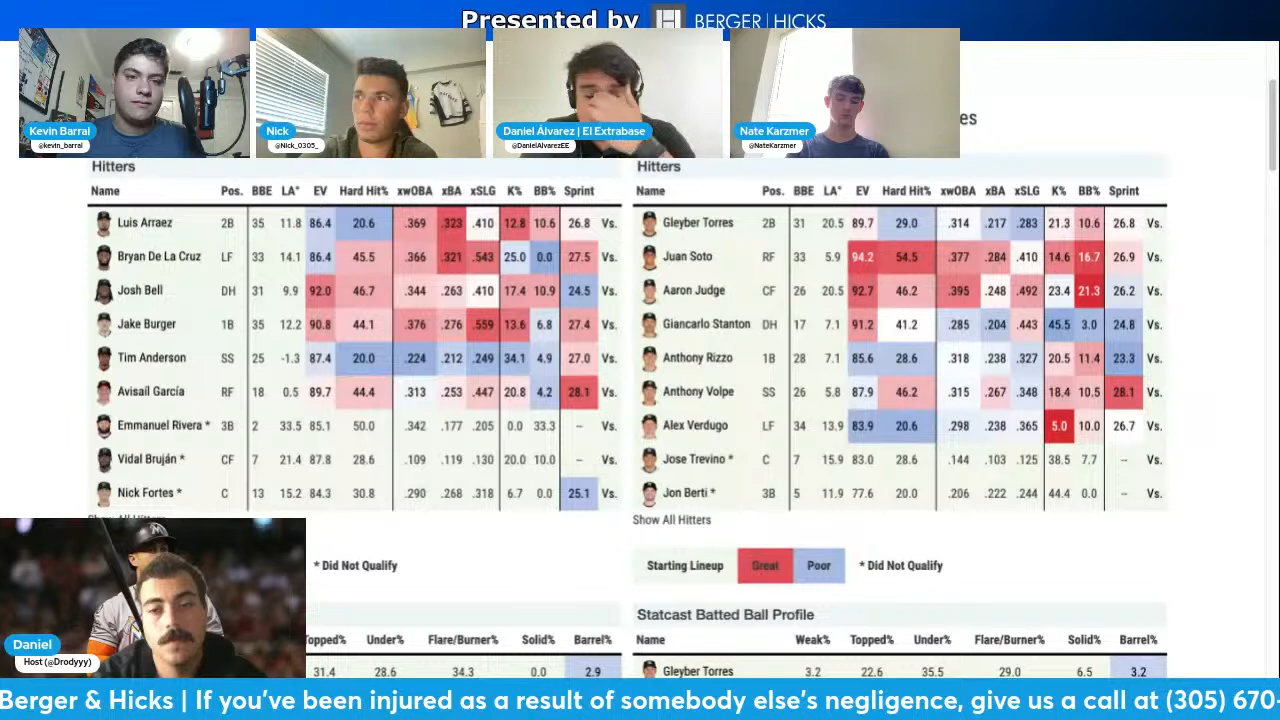 Presented by BERGER | HICKS
es
Kevin Barral
@kevin_barral
Nick
@Nick_0305_
Daniel Álvarez | El Extrabase
@DanielAlvarezEE
Nate Karzmer
@NateKarzmer
Hitters
Name Pos. BBE LA° EV Hard Hit% xwOBA xBA xSLG K% BB% Sprint
Luis Arraez 2B 35 11.8 86.4 20.6 .369 .323 .410 12.8 10.6 26.8 Vs.
Bryan De La Cruz LF 33 14.1 86.4 45.5 .366 .321 .543 25.0 0.0 27.5 Vs.
Josh Bell DH 31 9.9 92.0 46.7 .344 .263 .410 17.4 10.9 24.5 Vs.
Jake Burger 1B 35 12.2 90.8 44.1 .376 .276 .559 13.6 6.8 27.4 Vs.
Tim Anderson SS 25 -1.3 87.4 20.0 .224 .212 .249 34.1 4.9 27.0 Vs.
Avisaíl García RF 18 0.5 89.7 44.4 .313 .253 .447 20.8 4.2 28.1 Vs.
Emmanuel Rivera * 3B 2 33.5 85.1 50.0 .342 .177 .205 0.0 33.3 -- Vs.
Vidal Bruján * CF 7 21.4 87.8 28.6 .109 .119 .130 20.0 10.0 -- Vs.
Nick Fortes * C 13 15.2 84.3 30.8 .290 .268 .318 6.7 0.0 25.1 Vs.
Show All Hitters
* Did Not Qualify
Hitters
Name Pos. BBE LA° EV Hard Hit% xwOBA xBA xSLG K% BB% Sprint
Gleyber Torres 2B 31 20.5 89.7 29.0 .314 .217 .283 21.3 10.6 26.8 Vs.
Juan Soto RF 33 5.9 94.2 54.5 .377 .284 .410 14.6 16.7 26.9 Vs.
Aaron Judge CF 26 20.5 92.7 46.2 .395 .248 .492 23.4 21.3 26.2 Vs.
Giancarlo Stanton DH 17 7.1 91.2 41.2 .285 .204 .443 45.5 3.0 24.8 Vs.
Anthony Rizzo 1B 28 7.1 85.6 28.6 .318 .238 .327 20.5 11.4 23.3 Vs.
Anthony Volpe SS 26 5.8 87.9 46.2 .315 .267 .348 18.4 10.5 28.1 Vs.
Alex Verdugo LF 34 13.9 83.9 20.6 .298 .238 .365 5.0 10.0 26.7 Vs.
Jose Trevino * C 7 15.9 83.0 28.6 .144 .103 .125 38.5 7.7 -- Vs.
Jon Berti * 3B 5 11.9 77.6 20.0 .206 .222 .244 44.4 0.0 -- Vs.
Show All Hitters
Starting Lineup Great Poor * Did Not Qualify
Topped% Under% Flare/Burner% Solid% Barrel%
31.4 28.6 34.3 0.0 2.9
Statcast Batted Ball Profile
Name Weak% Topped% Under% Flare/Burner% Solid% Barrel%
Gleyber Torres 3.2 22.6 35.5 29.0 6.5 3.2
Daniel
Host (@Drodyyy)
Berger & Hicks | If you've been injured as a result of somebody else's negligence, give us a call at (305) 670-